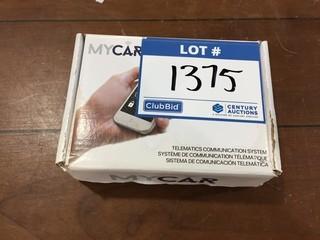 MYCAR
LOT #
1375
ClubBid
CENTURY
AUCTIONS
TELEMATICS COMMUNICATION SYSTEM
SYSTÈME DE COMMUNICATION TÉLÉMATIQUE
SISTEMA DE COMUNICACIÓN TELEMÁTICA
MYCAR